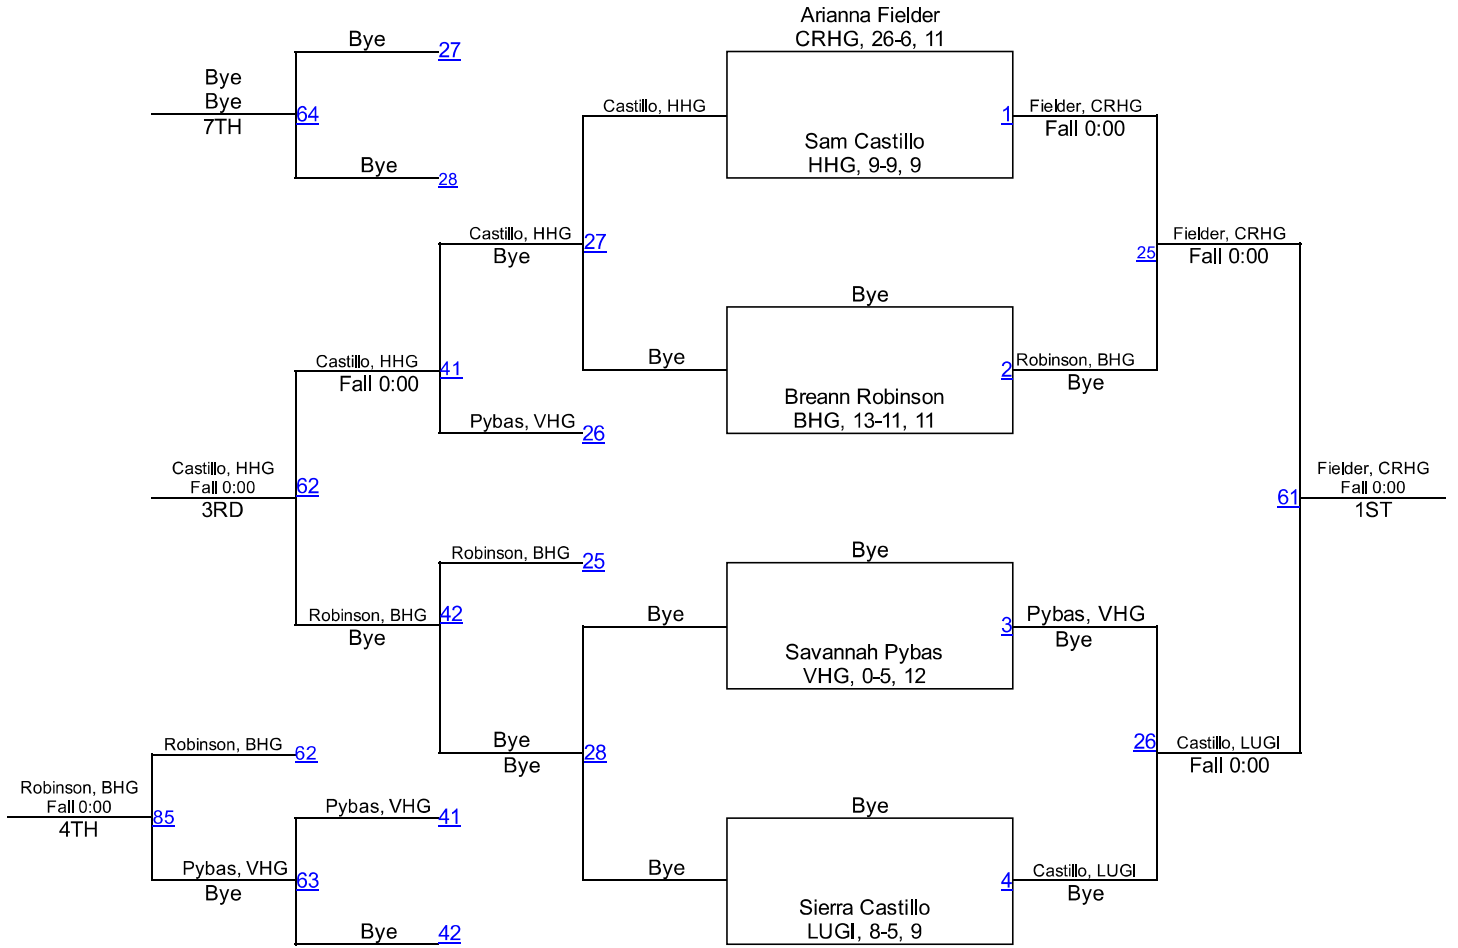 Arianna Fielder
CRHG, 26-6, 11
Bye
27
Bye
Bye
7TH
64
Bye
28
Castillo, HHG
Sam Castillo
HHG, 9-9, 9
1
Fielder, CRHG
Fall 0:00
Castillo, HHG
Bye
27
25
Fielder, CRHG
Fall 0:00
Bye
Bye
Breann Robinson
BHG, 13-11, 11
2
Robinson, BHG
Bye
Castillo, HHG
Fall 0:00
41
Pybas, VHG
26
Castillo, HHG
Fall 0:00
3RD
62
61
Fielder, CRHG
Fall 0:00
1ST
Robinson, BHG
25
Bye
Robinson, BHG
Bye
42
Bye
Savannah Pybas
VHG, 0-5, 12
3
Pybas, VHG
Bye
Bye
Bye
28
26
Castillo, LUGI
Fall 0:00
Robinson, BHG
62
Robinson, BHG
Fall 0:00
4TH
85
Pybas, VHG
41
Bye
Pybas, VHG
Bye
63
Bye
42
Bye
Sierra Castillo
LUGI, 8-5, 9
4
Castillo, LUGI
Bye